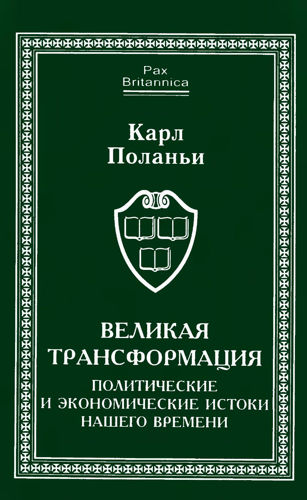 Pax
Britannica
Карл
Поланьи
ВЕЛИКАЯ
ТРАНСФОРМАЦИЯ
ПОЛИТИЧЕСКИЕ
И ЭКОНОМИЧЕСКИЕ ИСТОКИ
НАШЕГО ВРЕМЕНИ